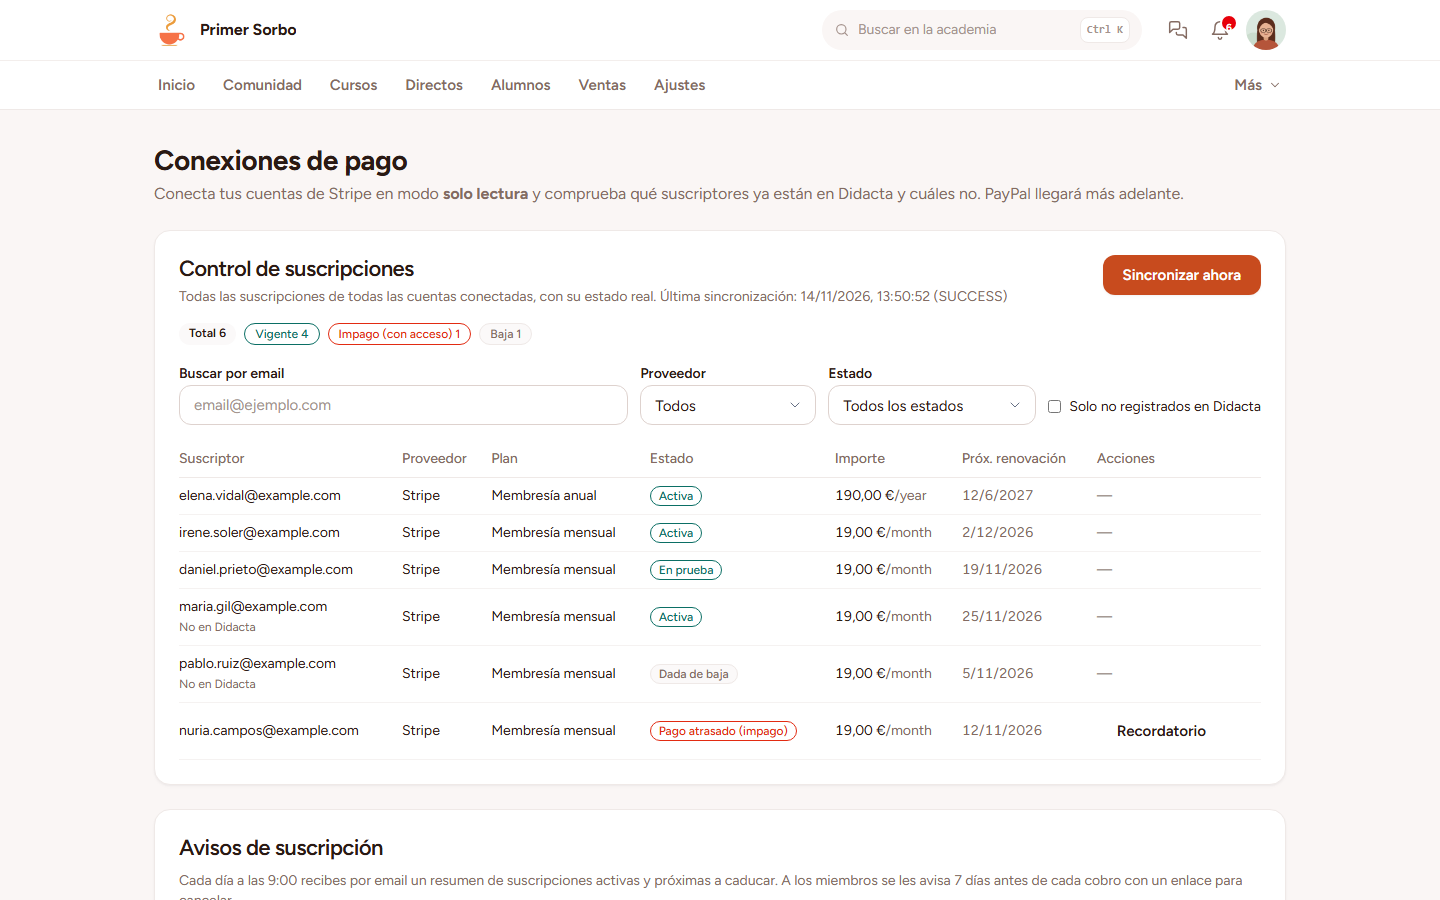 Primer Sorbo
Buscar en la academia
Ctrl K
6
Inicio
Comunidad
Cursos
Directos
Alumnos
Ventas
Ajustes
Más
Conexiones de pago
Conecta tus cuentas de Stripe en modo solo lectura y comprueba qué suscriptores ya están en Didacta y cuáles no. PayPal llegará más adelante.
Control de suscripciones
Sincronizar ahora
Todas las suscripciones de todas las cuentas conectadas, con su estado real. Última sincronización: 14/11/2026, 13:50:52 (SUCCESS)
Total 6
Vigente 4
Impago (con acceso) 1
Baja 1
Buscar por email
Proveedor
Estado
email@ejemplo.com
Todos
Todos los estados
Solo no registrados en Didacta
Suscriptor Proveedor Plan Estado Importe Próx. renovación Acciones
elena.vidal@example.com Stripe Membresía anual Activa 190,00 €/year 12/6/2027 —
irene.soler@example.com Stripe Membresía mensual Activa 19,00 €/month 2/12/2026 —
daniel.prieto@example.com Stripe Membresía mensual En prueba 19,00 €/month 19/11/2026 —
maria.gil@example.com Stripe Membresía mensual Activa 19,00 €/month 25/11/2026 —
No en Didacta
pablo.ruiz@example.com Stripe Membresía mensual Dada de baja 19,00 €/month 5/11/2026 —
No en Didacta
nuria.campos@example.com Stripe Membresía mensual Pago atrasado (impago) 19,00 €/month 12/11/2026 Recordatorio
Avisos de suscripción
Cada día a las 9:00 recibes por email un resumen de suscripciones activas y próximas a caducar. A los miembros se les avisa 7 días antes de cada cobro con un enlace para
cancelar.